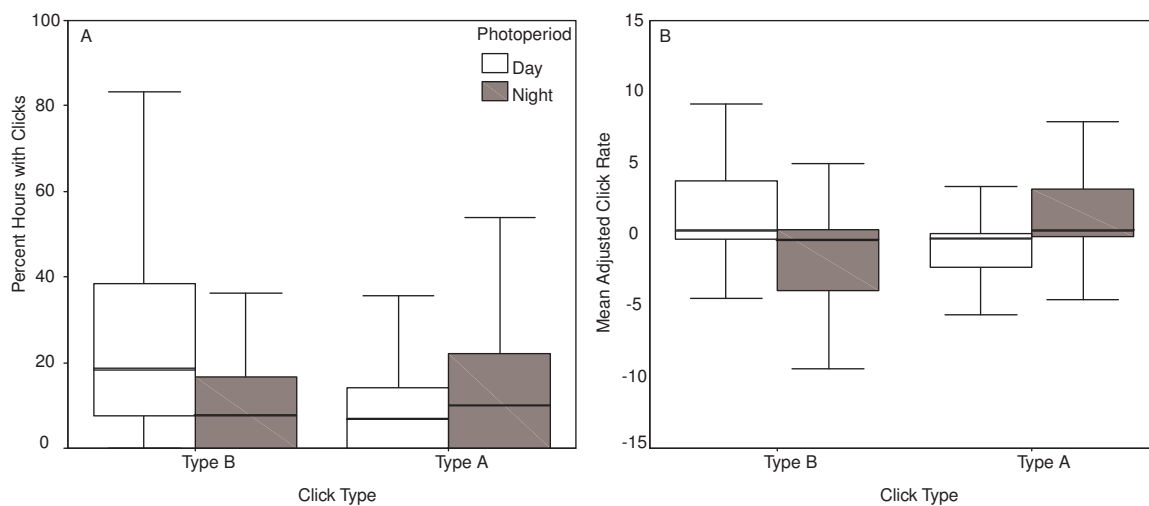 A
Photoperiod
Day
Night
Percent Hours with Clicks
100
80
60
40
20
0
Type B
Type A
Click Type
B
Mean Adjusted Click Rate
15
10
5
0
-5
-10
-15
Type B
Type A
Click Type